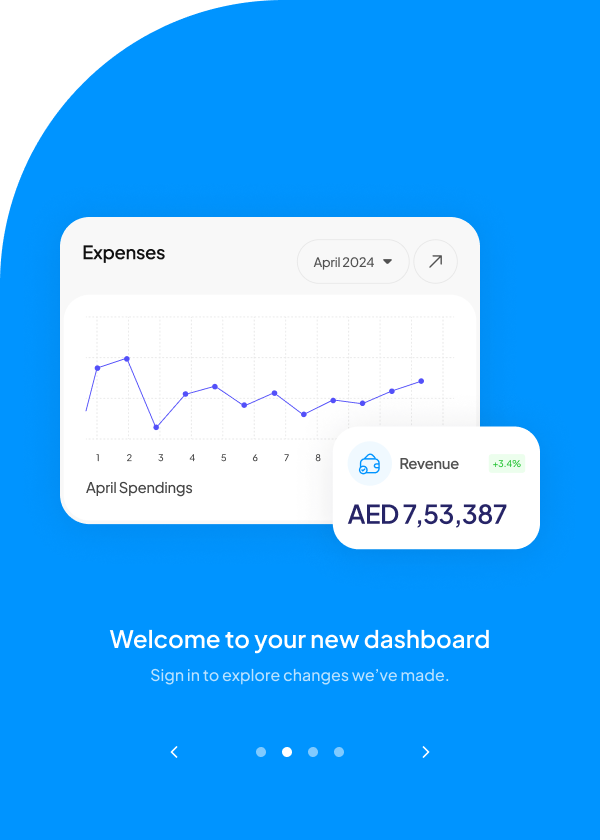 Expenses
April 2024
1 2 3 4 5 6 7 8
April Spendings
Revenue
+3.4%
AED 7,53,387
Welcome to your new dashboard
Sign in to explore changes we’ve made.